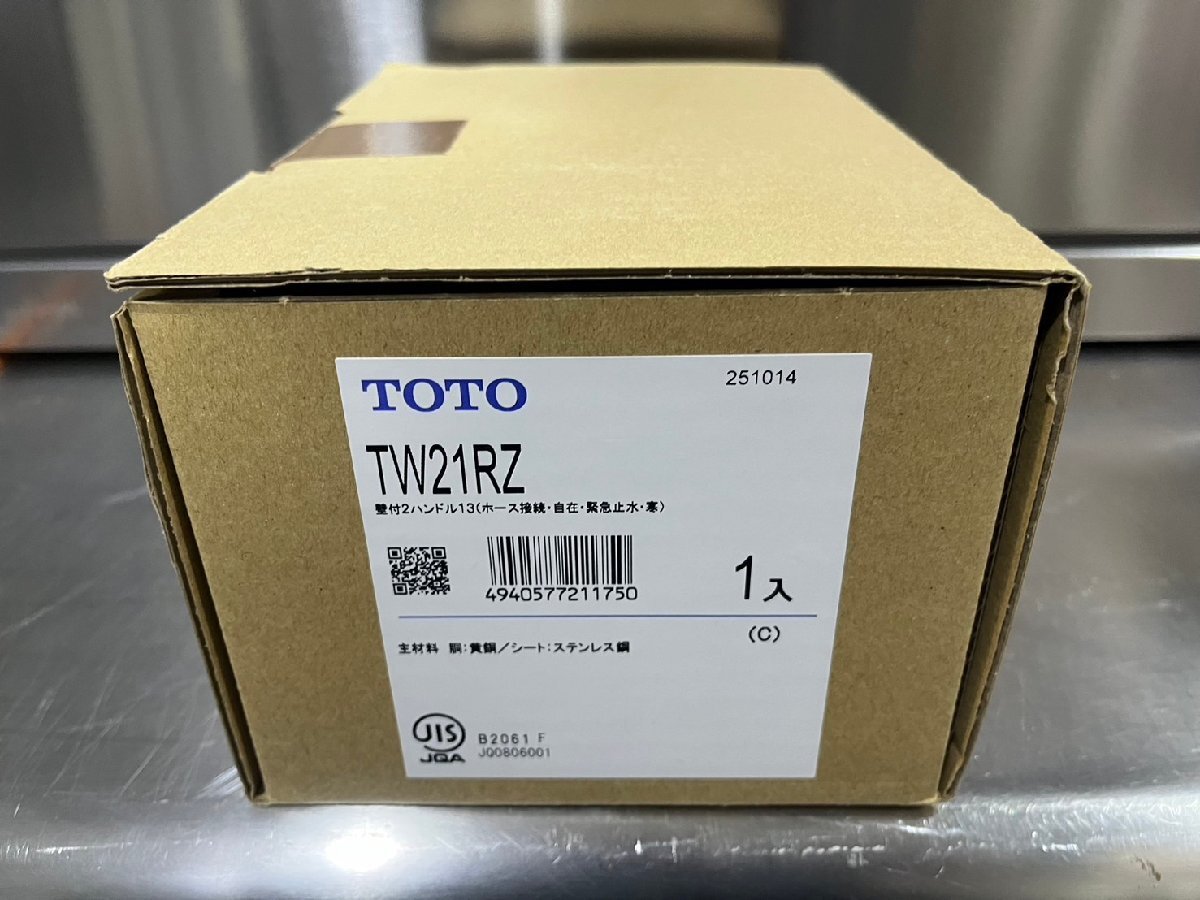 TOTO
251014
TW21RZ
壁付2ハンドル13(ホース接続・自在・緊急止水・寒)
4940577211750
1入
(C)
主材料 胴:黄銅/シート:ステンレス鋼
JIS
JQA
B2061 F
JQ0806001